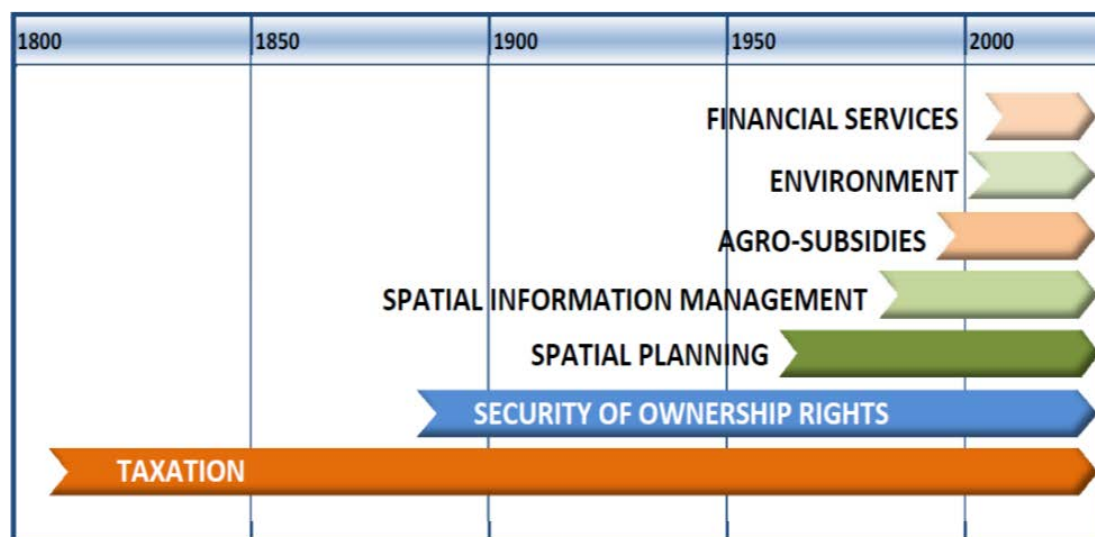 1800 1850 1900 1950 2000
FINANCIAL SERVICES
ENVIRONMENT
AGRO-SUBSIDIES
SPATIAL INFORMATION MANAGEMENT
SPATIAL PLANNING
SECURITY OF OWNERSHIP RIGHTS
TAXATION